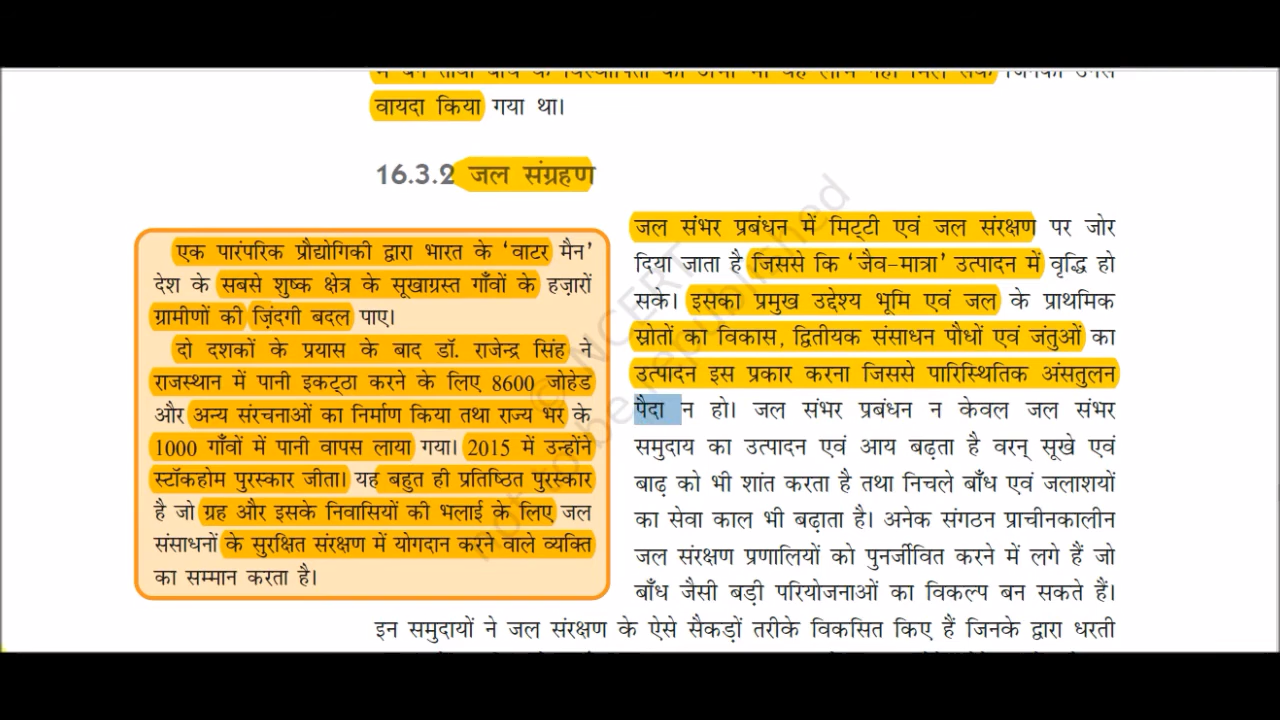 वायदा किया गया था।
16.3.2 जल संग्रहण
एक पारंपरिक प्रौद्योगिकी द्वारा भारत के ‘वाटर मैन’
देश के सबसे शुष्क क्षेत्र के सूखाग्रस्त गाँवों के हज़ारों
ग्रामीणों की ज़िंदगी बदल पाए।
दो दशकों के प्रयास के बाद डॉ. राजेन्द्र सिंह ने
राजस्थान में पानी इकट्ठा करने के लिए 8600 जोहेड
और अन्य संरचनाओं का निर्माण किया तथा राज्य भर के
1000 गाँवों में पानी वापस लाया गया। 2015 में उन्होंने
स्टॉकहोम पुरस्कार जीता। यह बहुत ही प्रतिष्ठित पुरस्कार
है जो ग्रह और इसके निवासियों की भलाई के लिए जल
संसाधनों के सुरक्षित संरक्षण में योगदान करने वाले व्यक्ति
का सम्मान करता है।
जल संभर प्रबंधन में मिट्टी एवं जल संरक्षण पर जोर
दिया जाता है जिससे कि ‘जैव-मात्रा’ उत्पादन में वृद्धि हो
सके। इसका प्रमुख उद्देश्य भूमि एवं जल के प्राथमिक
स्रोतों का विकास, द्वितीयक संसाधन पौधों एवं जंतुओं का
उत्पादन इस प्रकार करना जिससे पारिस्थितिक अंसतुलन
पैदा न हो। जल संभर प्रबंधन न केवल जल संभर
समुदाय का उत्पादन एवं आय बढ़ता है वरन् सूखे एवं
बाढ़ को भी शांत करता है तथा निचले बाँध एवं जलाशयों
का सेवा काल भी बढ़ाता है। अनेक संगठन प्राचीनकालीन
जल संरक्षण प्रणालियों को पुनर्जीवित करने में लगे हैं जो
बाँध जैसी बड़ी परियोजनाओं का विकल्प बन सकते हैं।
इन समुदायों ने जल संरक्षण के ऐसे सैकड़ों तरीके विकसित किए हैं जिनके द्वारा धरती
© NCERT
not to be republished